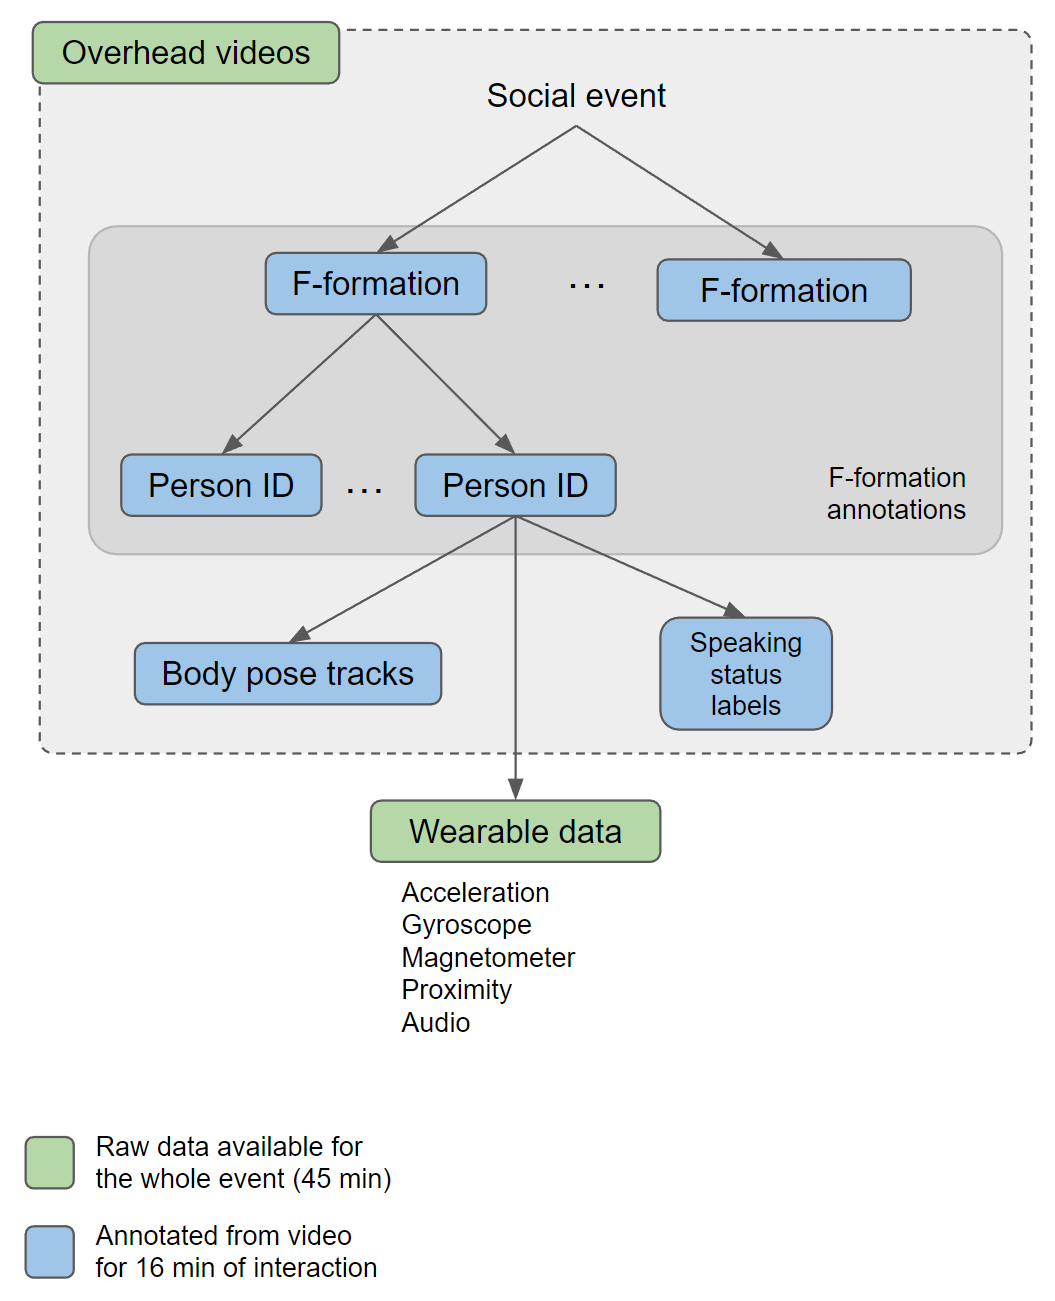 Overhead videos
Social event
F-formation
...
F-formation
Person ID
...
Person ID
F-formation
annotations
Body pose tracks
Speaking
status
labels
Wearable data
Acceleration
Gyroscope
Magnetometer
Proximity
Audio
Raw data available for
the whole event (45 min)
Annotated from video
for 16 min of interaction